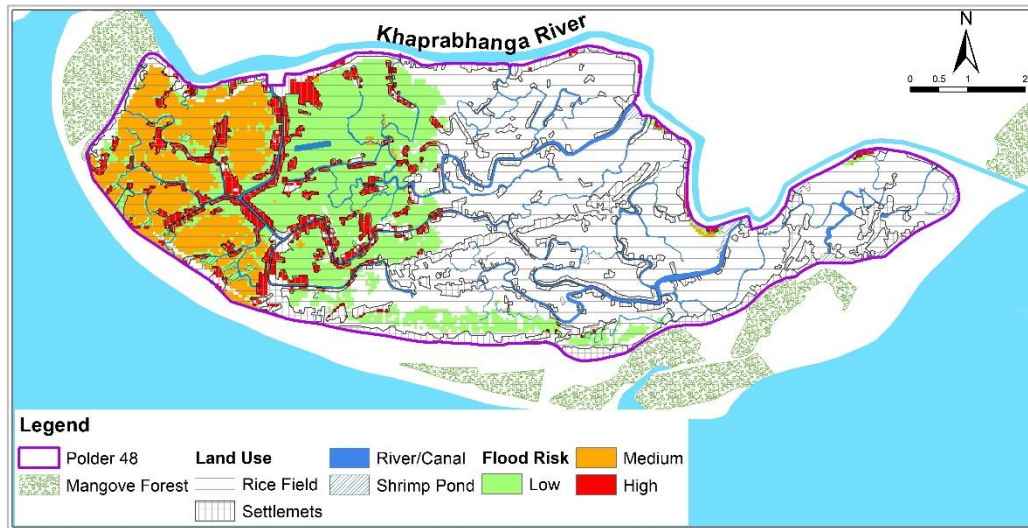 Khaprabhanga River
N
0 0.5 1 2
Legend
Polder 48
Land Use
River/Canal
Flood Risk
Medium
Mangove Forest
Rice Field
Shrimp Pond
Low
High
Settlemets